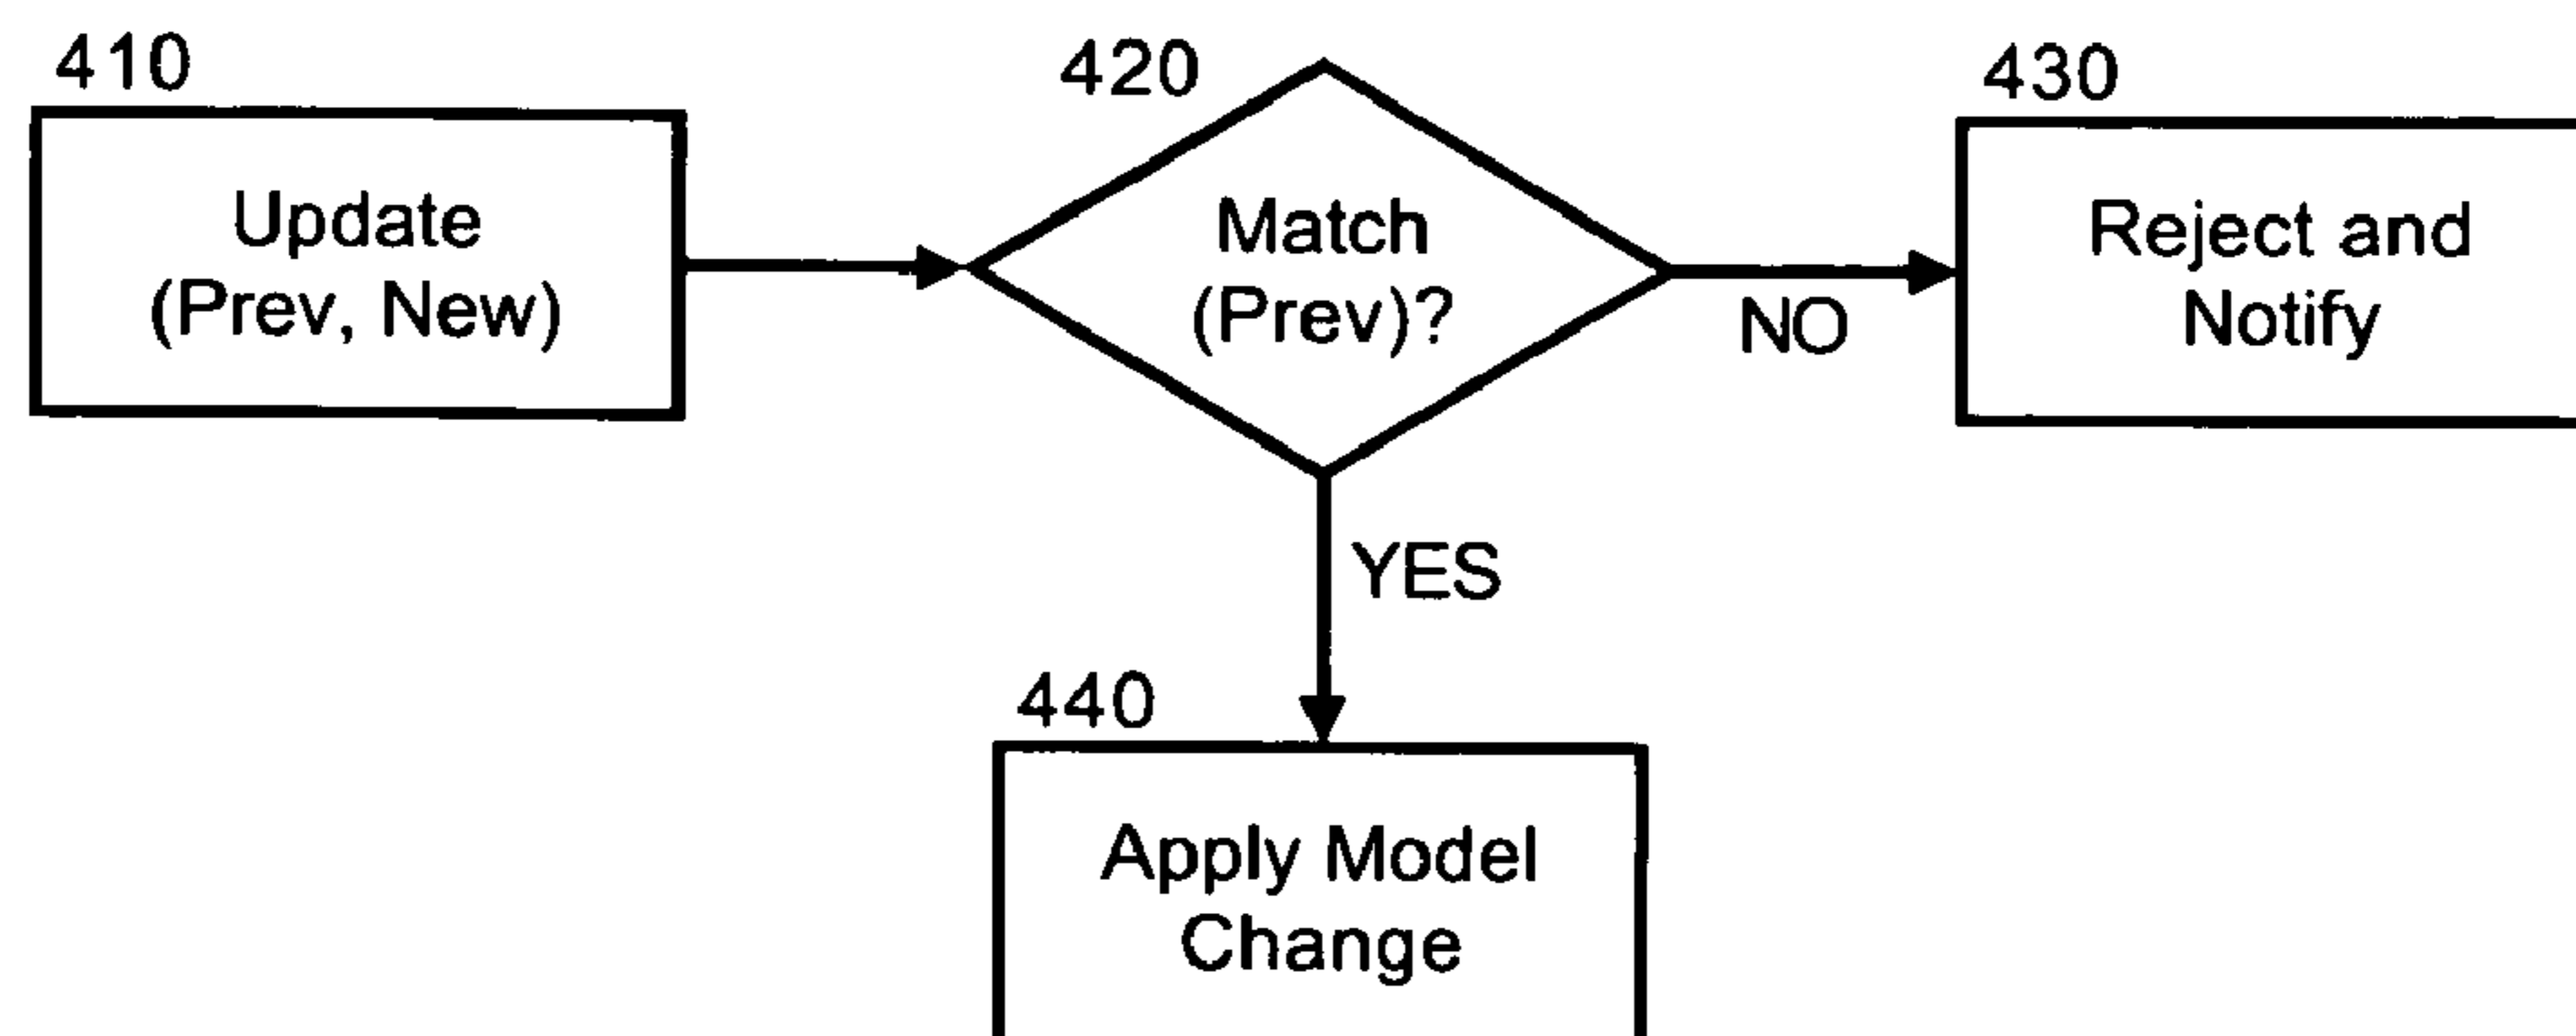 410
Update
(Prev, New)
420
Match
(Prev)?
NO
430
Reject and
Notify
YES
440
Apply Model
Change